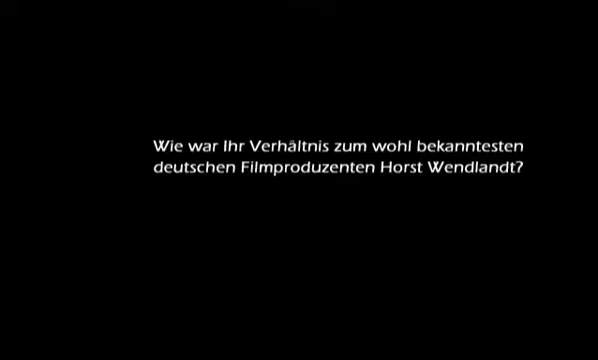 Wie war Ihr Verhältnis zum wohl bekanntesten
deutschen Filmproduzenten Horst Wendlandt?